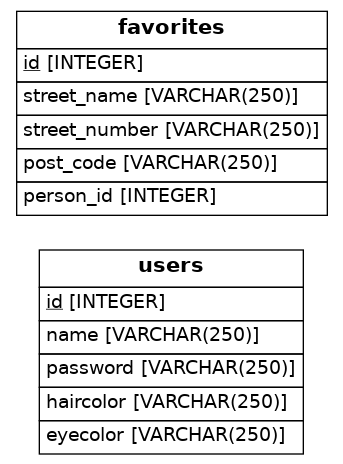 favorites
id [INTEGER]
street_name [VARCHAR(250)]
street_number [VARCHAR(250)]
post_code [VARCHAR(250)]
person_id [INTEGER]
users
id [INTEGER]
name [VARCHAR(250)]
password [VARCHAR(250)]
haircolor [VARCHAR(250)]
eyecolor [VARCHAR(250)]